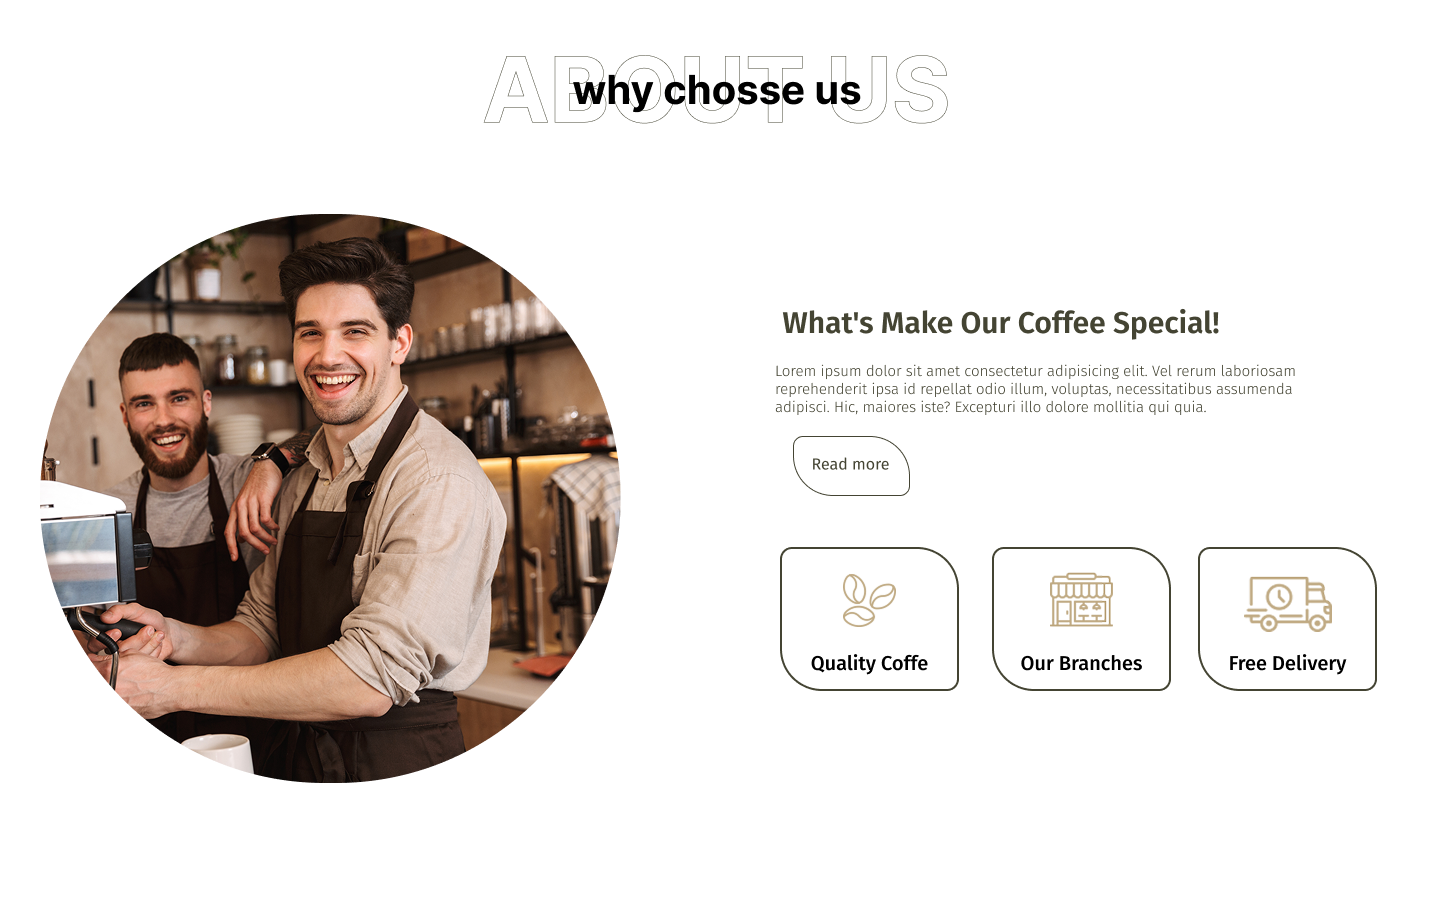 ABOUT US
why chosse us
What's Make Our Coffee Special!
Lorem ipsum dolor sit amet consectetur adipisicing elit. Vel rerum laboriosam
reprehenderit ipsa id repellat odio illum, voluptas, necessitatibus assumenda
adipisci. Hic, maiores iste? Excepturi illo dolore mollitia qui quia.
Read more
Quality Coffe
Our Branches
Free Delivery